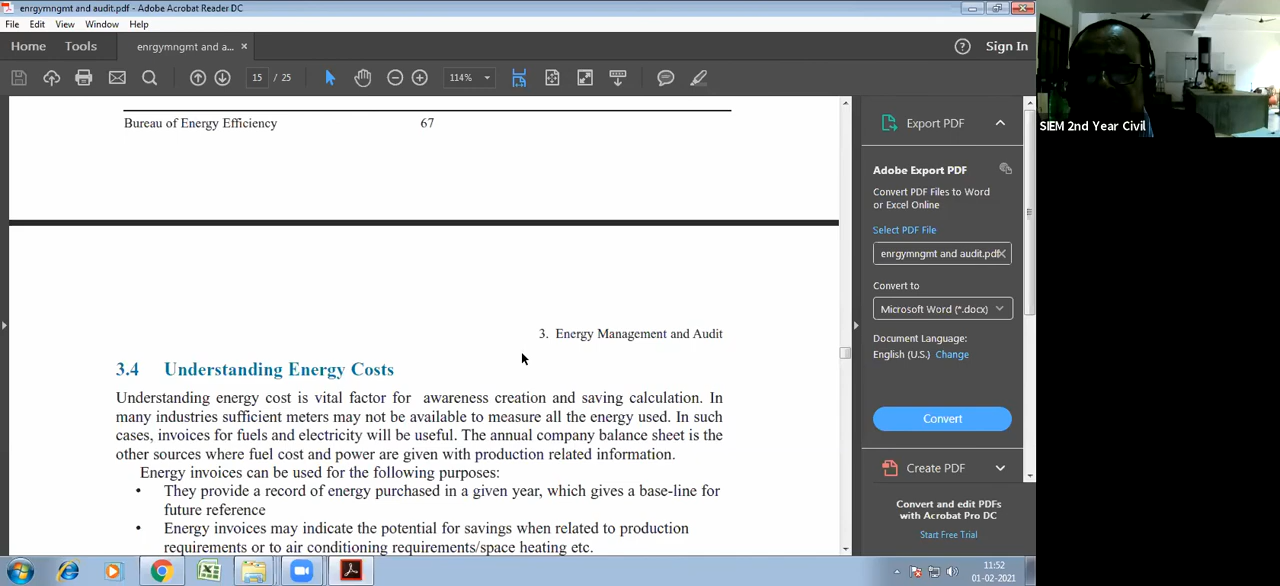 enrgymngmt and audit.pdf - Adobe Acrobat Reader DC
File Edit View Window Help
Home Tools enrgymngmt and a... × Sign In
15 / 25 114%
Bureau of Energy Efficiency 67
3. Energy Management and Audit
3.4 Understanding Energy Costs
Understanding energy cost is vital factor for awareness creation and saving calculation. In
many industries sufficient meters may not be available to measure all the energy used. In such
cases, invoices for fuels and electricity will be useful. The annual company balance sheet is the
other sources where fuel cost and power are given with production related information.
Energy invoices can be used for the following purposes:
• They provide a record of energy purchased in a given year, which gives a base-line for
future reference
• Energy invoices may indicate the potential for savings when related to production
requirements or to air conditioning requirements/space heating etc.
Export PDF
Adobe Export PDF
Convert PDF Files to Word
or Excel Online
Select PDF File
enrgymngmt and audit.pdf
Convert to
Microsoft Word (*.docx)
Document Language:
English (U.S.) Change
Convert
Create PDF
Convert and edit PDFs
with Acrobat Pro DC
Start Free Trial
SIEM 2nd Year Civil
11:52
01-02-2021